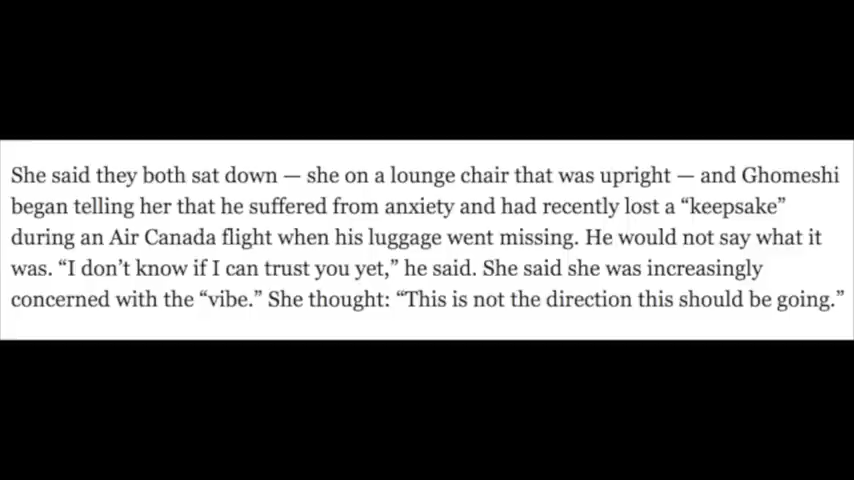 She said they both sat down — she on a lounge chair that was upright — and Ghomeshi
began telling her that he suffered from anxiety and had recently lost a “keepsake”
during an Air Canada flight when his luggage went missing. He would not say what it
was. “I don’t know if I can trust you yet,” he said. She said she was increasingly
concerned with the “vibe.” She thought: “This is not the direction this should be going.”